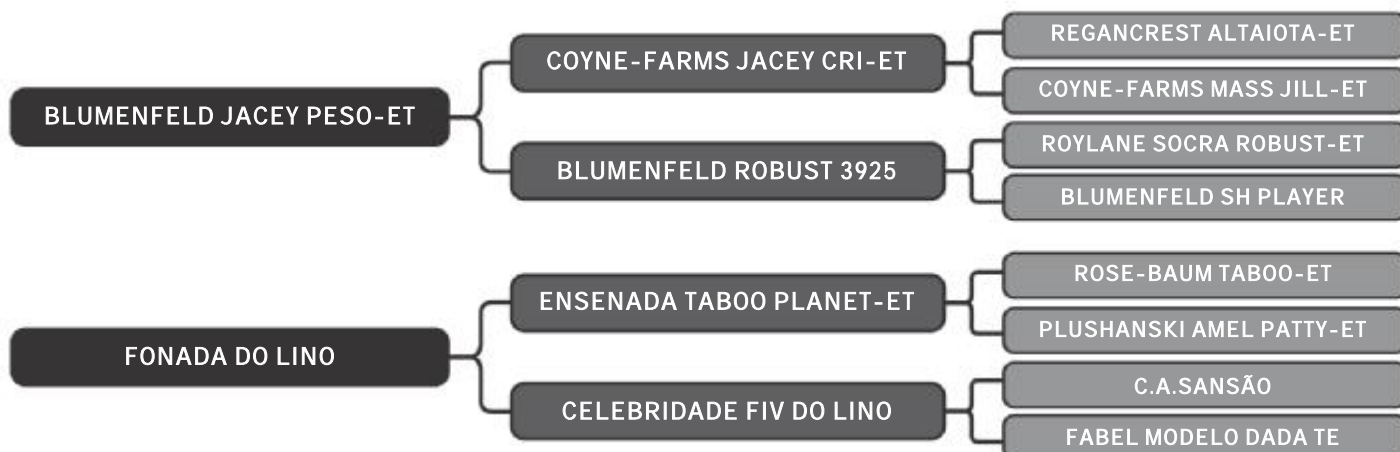 BLUMENFELD JACEY PESO-ET
COYNE-FARMS JACEY CRI-ET
REGANCREST ALTAIOTA-ET
COYNE-FARMS MASS JILL-ET
BLUMENFELD ROBUST 3925
ROYLANE SOCRA ROBUST-ET
BLUMENFELD SH PLAYER
FONADA DO LINO
ENSENADA TABOO PLANET-ET
ROSE-BAUM TABOO-ET
PLUSHANSKI AMEL PATTY-ET
CELEBRIDADE FIV DO LINO
C.A.SANSÃO
FABEL MODELO DADA TE